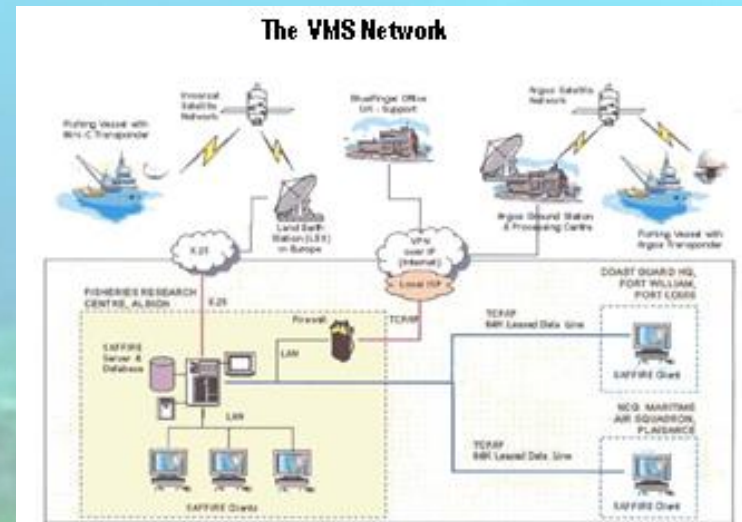 The VMS Network
Satellite
Network
Fishing Vessel with
Mini-C Transponder
BlueFinger Office
UK - Support
Argos Satellite
Network
Land Earth
Station (LES)
in Europe
X.25
VPN
over IP
(Internet)
Local ISP
Argos Ground Station
& Processing Centre
Fishing Vessel with
Argos Transponder
FISHERIES RESEARCH
CENTRE, ALBION
X.25
Firewall
TCP/IP
SAFFIRE
Server &
Database
LAN
LAN
SAFFIRE Clients
TCP/IP
64K Leased Data Line
COAST GUARD HQ,
FORT WILLIAM,
PORT LOUIS
SAFFIRE Client
TCP/IP
64K Leased Data Line
NCG MARITIME
AIR SQUADRON,
PLAISANCE
SAFFIRE Client